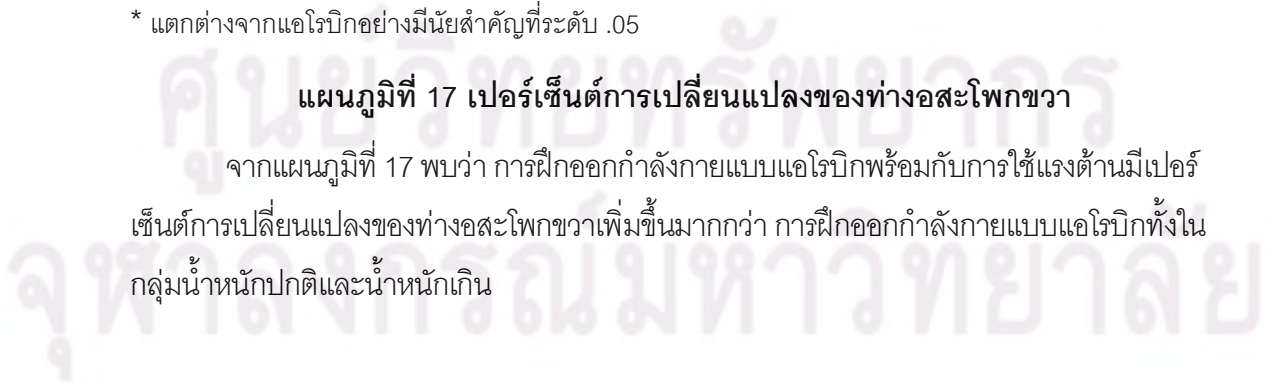 * แตกต่างจากแอโรบิกอย่างมีนัยสำคัญที่ระดับ .05
แผนภูมิที่ 17 เปอร์เซ็นต์การเปลี่ยนแปลงของท่างอสะโพกขวา
จากแผนภูมิที่ 17 พบว่า การฝึกออกกำลังกายแบบแอโรบิกพร้อมกับการใช้แรงต้านมีเปอร์
เซ็นต์การเปลี่ยนแปลงของท่างอสะโพกขวาเพิ่มขึ้นมากกว่า การฝึกออกกำลังกายแบบแอโรบิกทั้งใน
กลุ่มน้ำหนักปกติและน้ำหนักเกิน
ศูนย์วิทยทรัพยากร
จุฬาลงกรณ์มหาวิทยาลัย